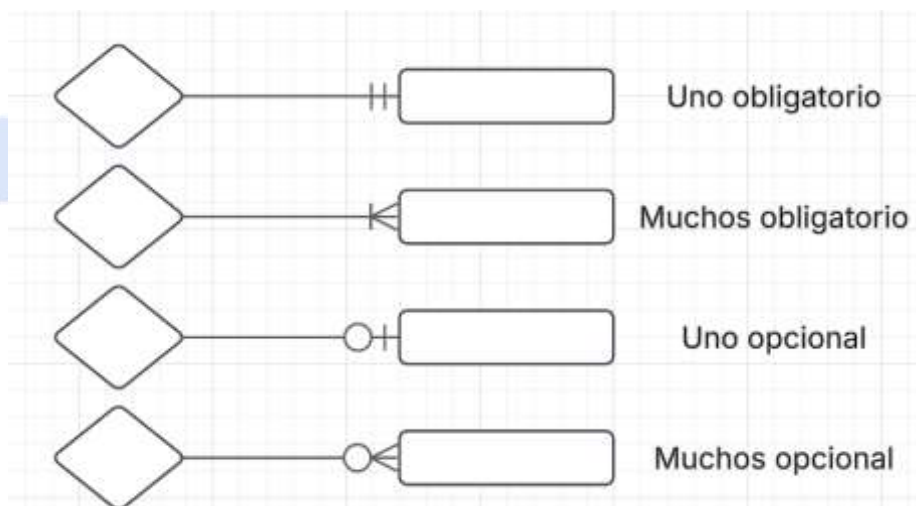 Uno obligatorio
Muchos obligatorio
Uno opcional
Muchos opcional